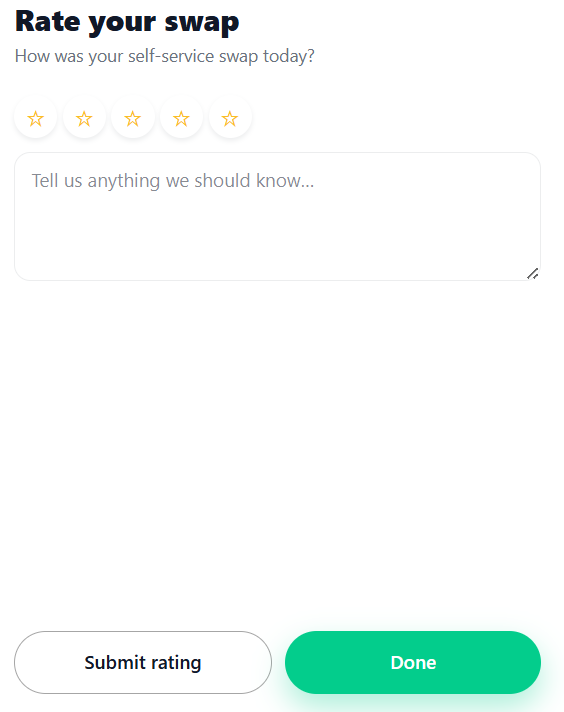 Rate your swap
How was your self-service swap today?
Tell us anything we should know...
Submit rating
Done